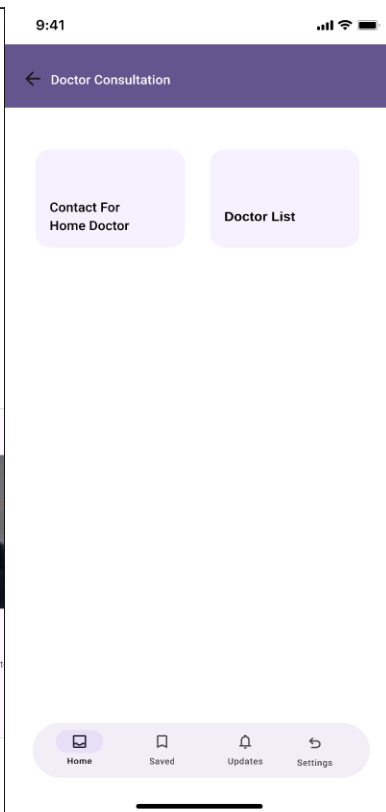 9:41
Doctor Consultation
Contact For
Home Doctor
Doctor List
Home
Saved
Updates
Settings